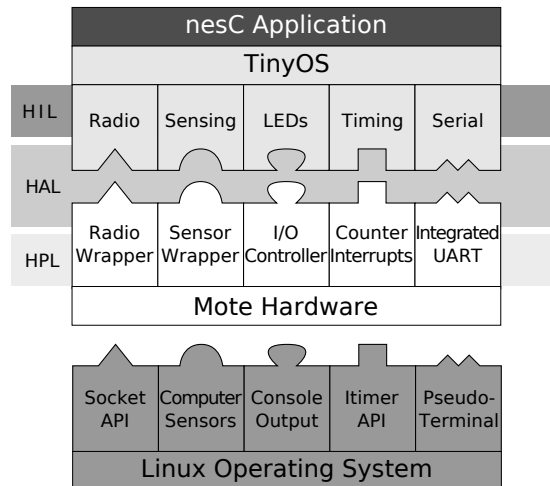 nesC Application
TinyOS
HIL
Radio
Sensing
LEDs
Timing
Serial
HAL
Radio Wrapper
Sensor Wrapper
I/O Controller
Counter Interrupts
Integrated UART
HPL
Mote Hardware
Socket API
Computer Sensors
Console Output
Itimer API
Pseudo-Terminal
Linux Operating System